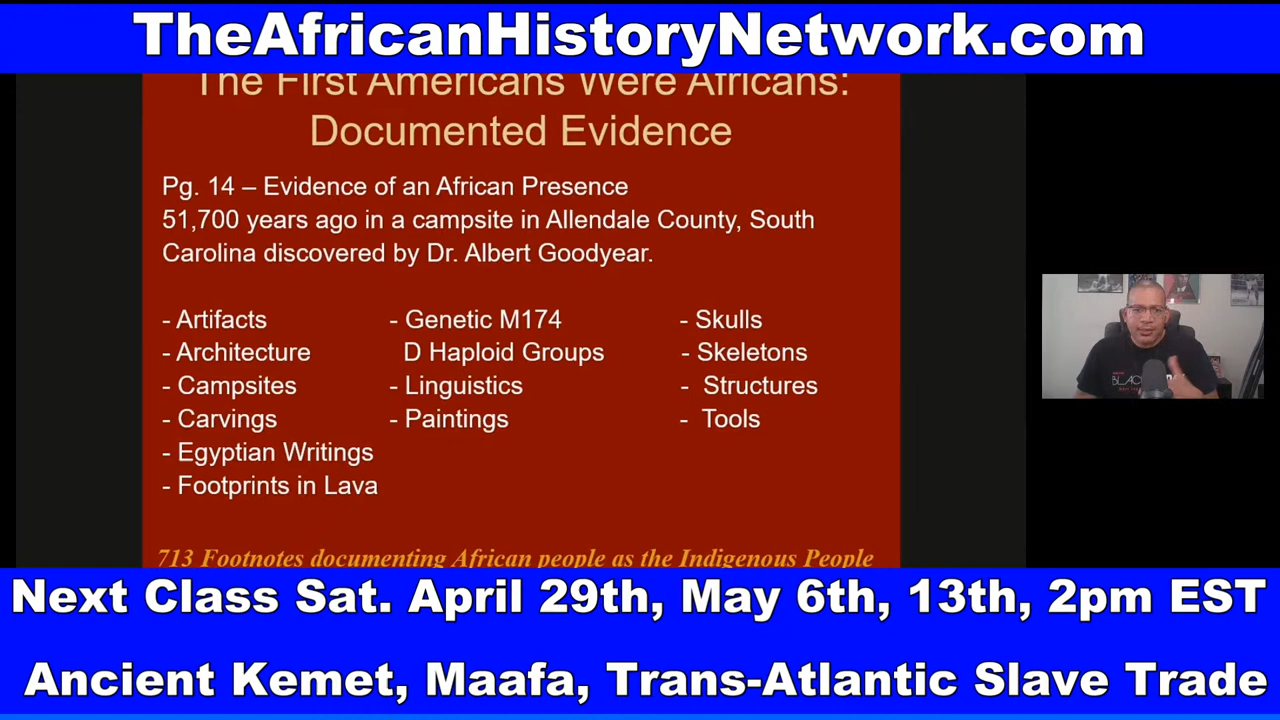 TheAfricanHistoryNetwork.com
The First Americans Were Africans:
Documented Evidence
Pg. 14 – Evidence of an African Presence
51,700 years ago in a campsite in Allendale County, South
Carolina discovered by Dr. Albert Goodyear.
- Artifacts
- Architecture
- Campsites
- Carvings
- Egyptian Writings
- Footprints in Lava
- Genetic M174
D Haploid Groups
- Linguistics
- Paintings
- Skulls
- Skeletons
- Structures
- Tools
713 Footnotes documenting African people as the Indigenous People
Next Class Sat. April 29th, May 6th, 13th, 2pm EST
Ancient Kemet, Maafa, Trans-Atlantic Slave Trade